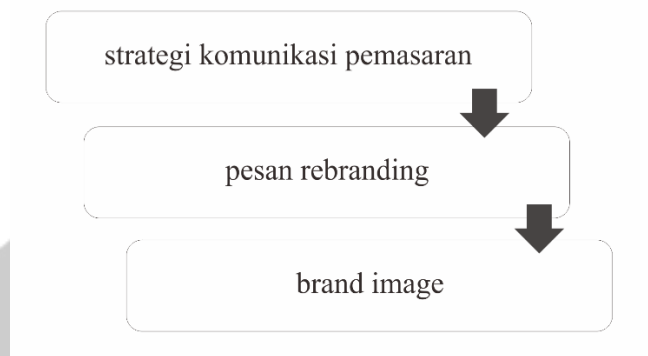 strategi komunikasi pemasaran
pesan rebranding
brand image